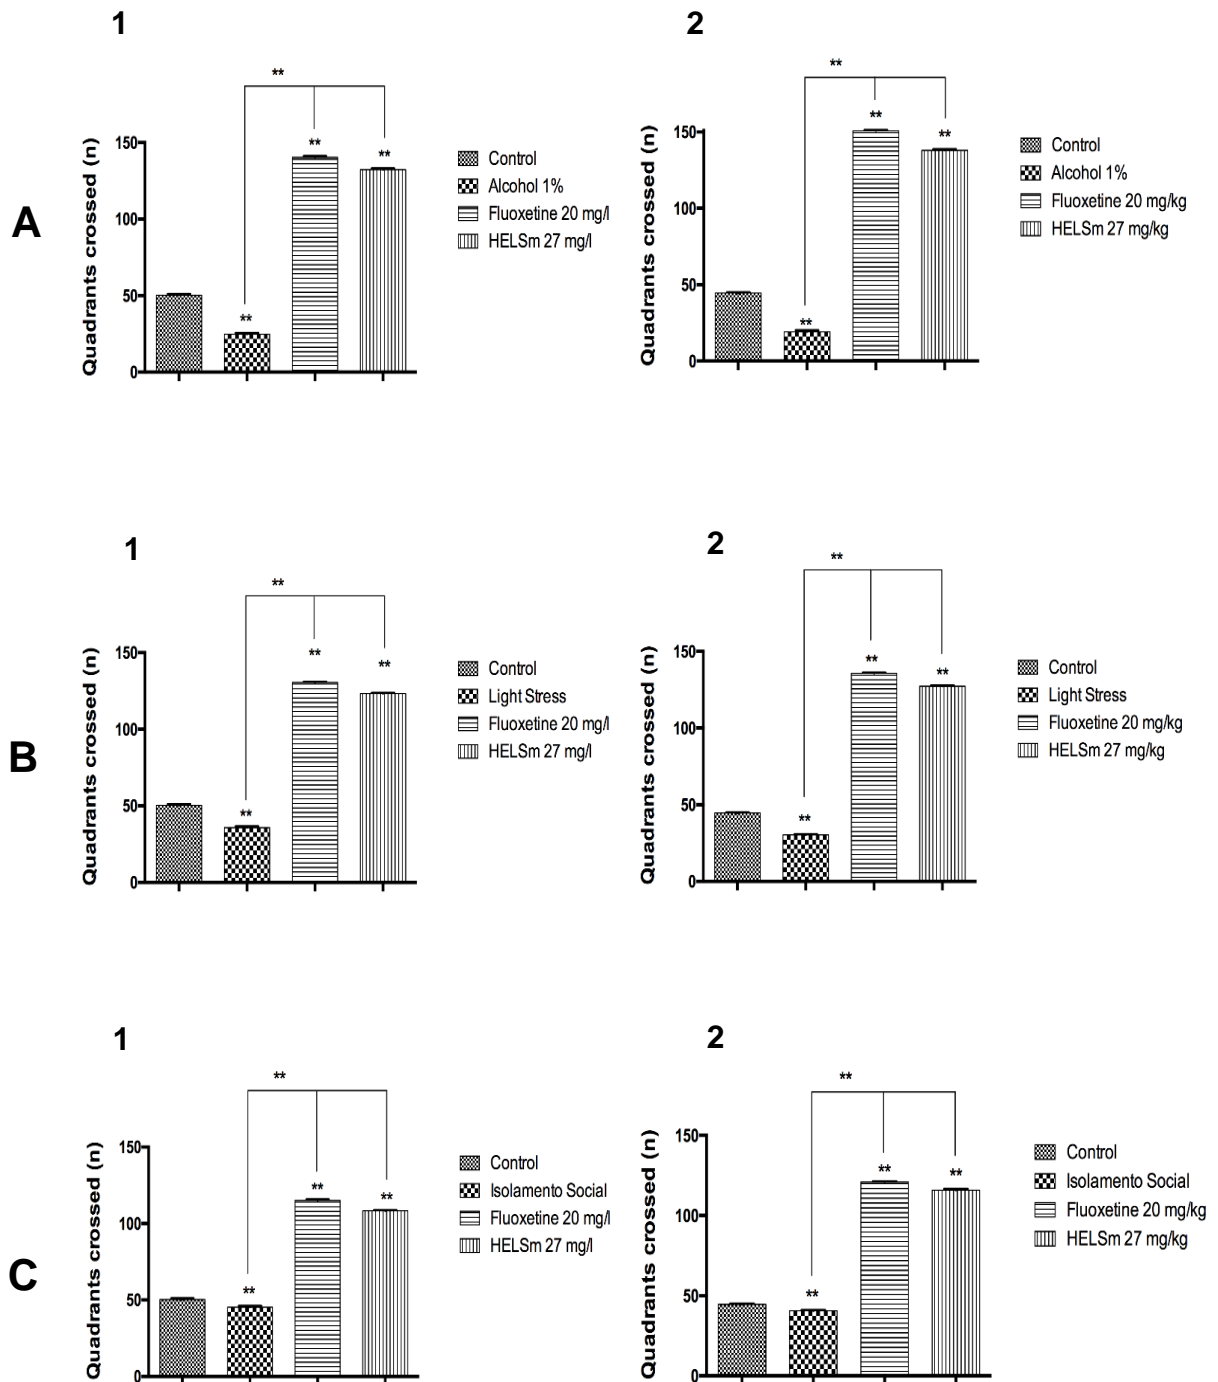 1
**
Quadrants crossed (n)
150
100
50
0
**
**
**
Control
Alcohol 1%
Fluoxetine 20 mg/l
HELSm 27 mg/l
2
**
Quadrants crossed (n)
150
100
50
0
**
**
**
Control
Alcohol 1%
Fluoxetine 20 mg/kg
HELSm 27 mg/kg
A
1
**
Quadrants crossed (n)
150
100
50
0
**
**
**
Control
Light Stress
Fluoxetine 20 mg/l
HELSm 27 mg/l
2
**
Quadrants crossed (n)
150
100
50
0
**
**
**
Control
Light Stress
Fluoxetine 20 mg/kg
HELSm 27 mg/kg
B
1
**
Quadrants crossed (n)
150
100
50
0
**
**
**
Control
Isolamento Social
Fluoxetine 20 mg/l
HELSm 27 mg/l
2
**
Quadrants crossed (n)
150
100
50
0
**
**
**
Control
Isolamento Social
Fluoxetine 20 mg/kg
HELSm 27 mg/kg
C